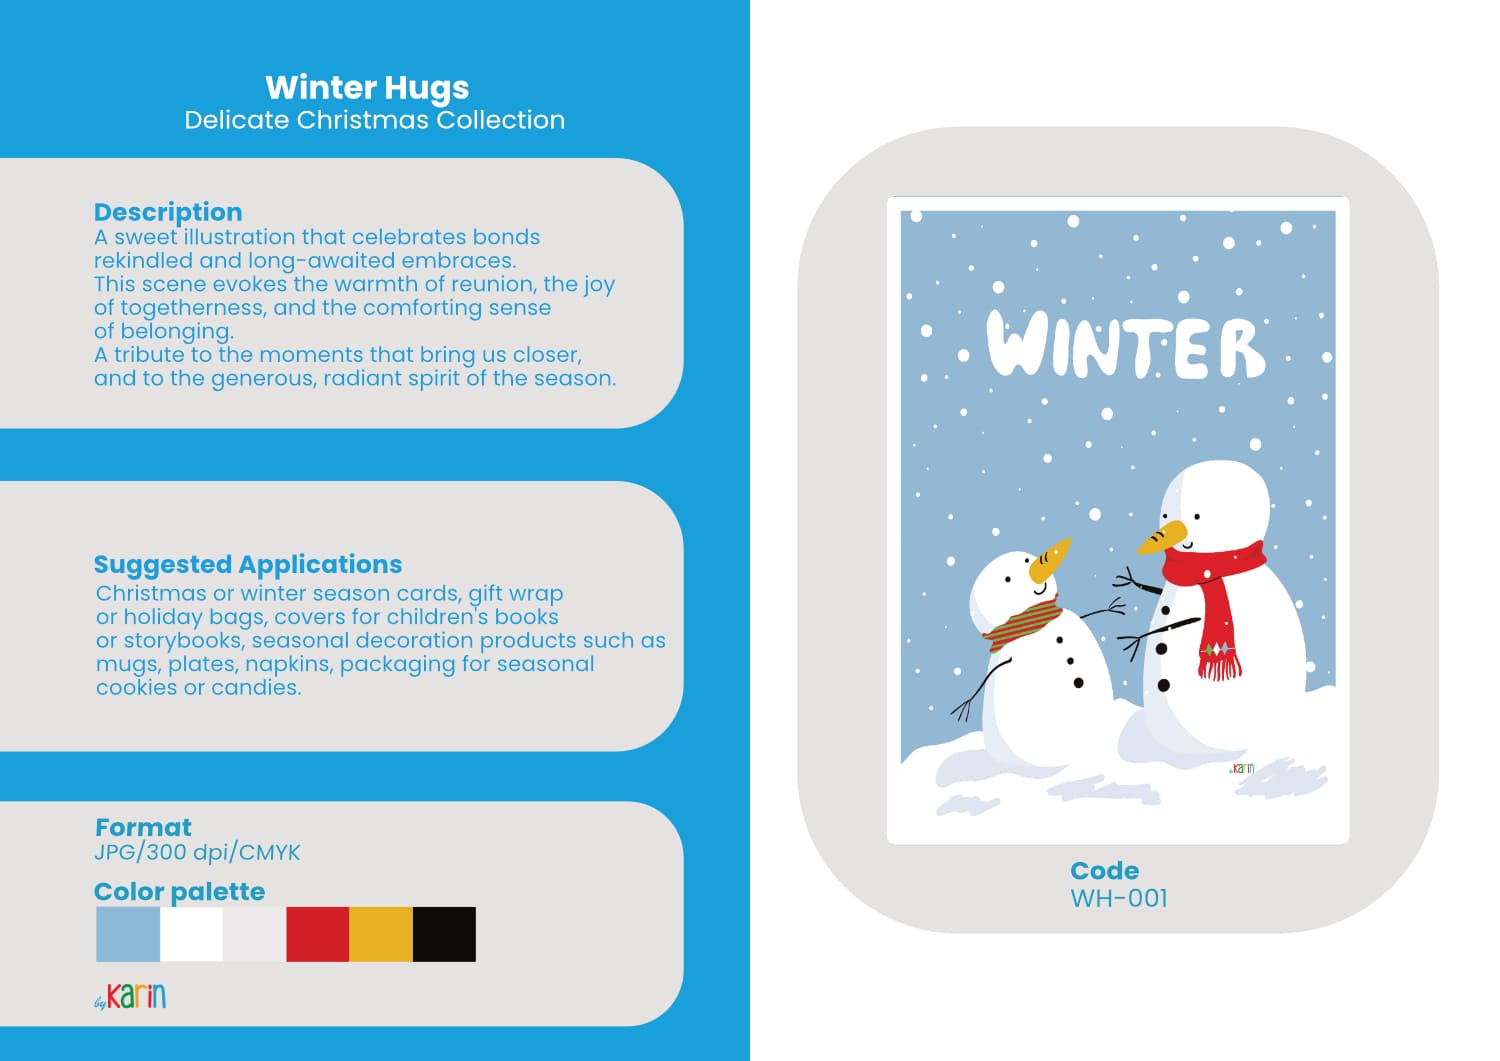 Winter Hugs
Delicate Christmas Collection
Description
A sweet illustration that celebrates bonds
rekindled and long-awaited embraces.
This scene evokes the warmth of reunion, the joy
of togetherness, and the comforting sense
of belonging.
A tribute to the moments that bring us closer,
and to the generous, radiant spirit of the season.
Suggested Applications
Christmas or winter season cards, gift wrap
or holiday bags, covers for children's books
or storybooks, seasonal decoration products such as
mugs, plates, napkins, packaging for seasonal
cookies or candies.
Format
JPG/300 dpi/CMYK
Color palette
by Karin
WINTER
by Karin
Code
WH-001